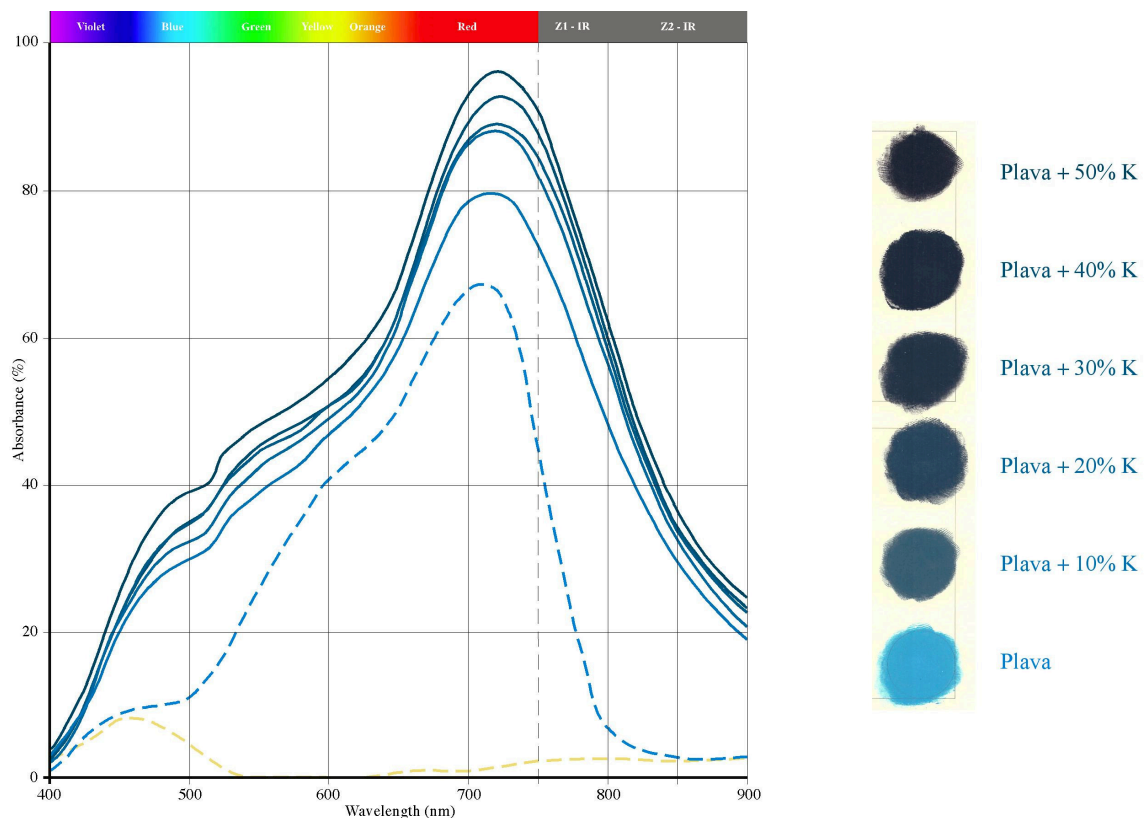 Violet Blue Green Yellow Orange Red Z1 - IR Z2 - IR
100
80
60
40
20
0
Absorbance (%)
400 500 600 700 800 900
Wavelength (nm)
Plava + 50% K
Plava + 40% K
Plava + 30% K
Plava + 20% K
Plava + 10% K
Plava